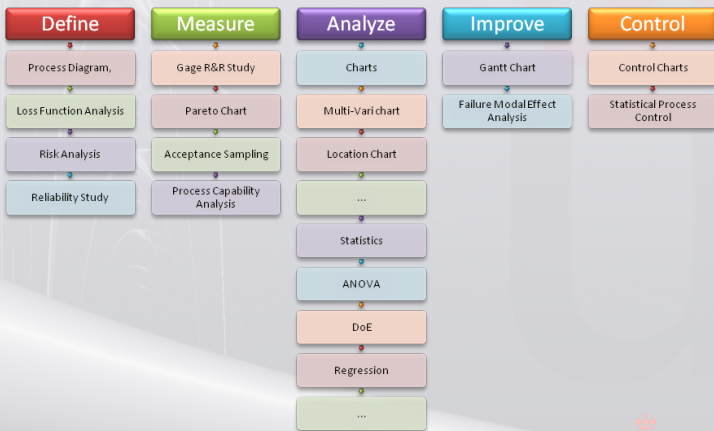 Define
Process Diagram,
Loss Function Analysis
Risk Analysis
Reliability Study
Measure
Gage R&R Study
Pareto Chart
Acceptance Sampling
Process Capability
Analysis
Analyze
Charts
Multi-Vari chart
Location Chart
...
Statistics
ANOVA
DoE
Regression
...
Improve
Gantt Chart
Failure Modal Effect
Analysis
Control
Control Charts
Statistical Process
Control